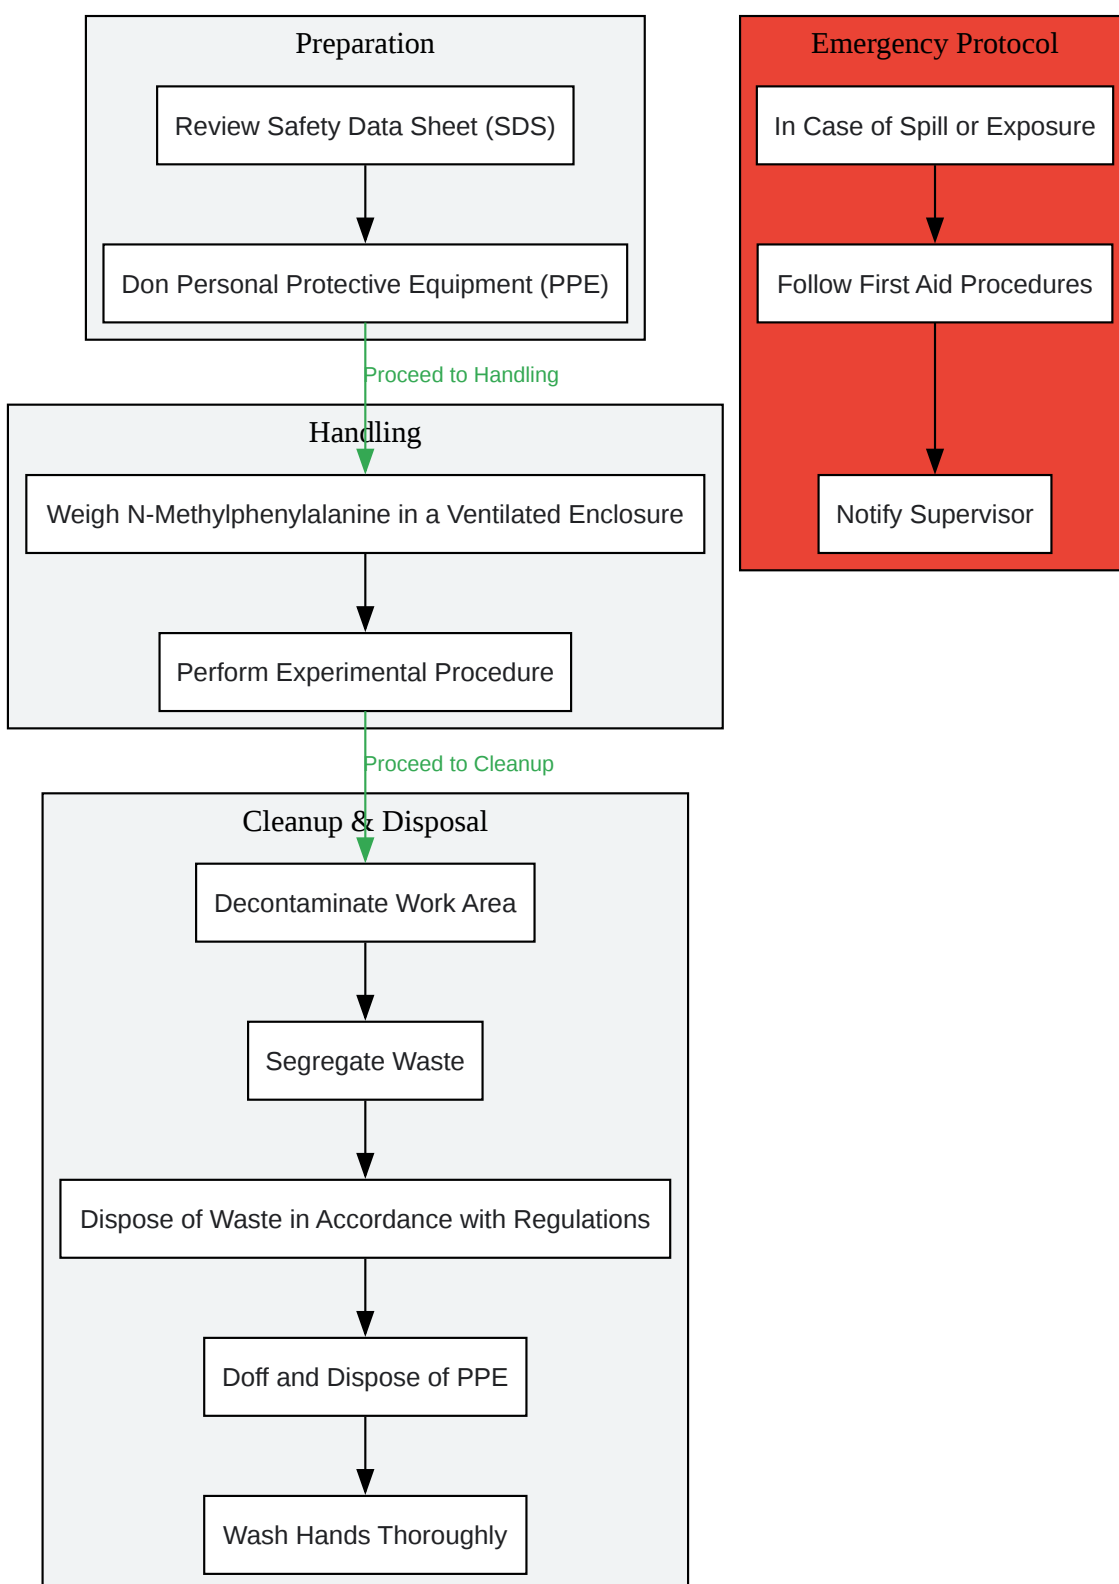 Preparation
Review Safety Data Sheet (SDS)
Don Personal Protective Equipment (PPE)
Proceed to Handling
Handling
Weigh N-Methylphenylalanine in a Ventilated Enclosure
Perform Experimental Procedure
Proceed to Cleanup
Cleanup & Disposal
Decontaminate Work Area
Segregate Waste
Dispose of Waste in Accordance with Regulations
Doff and Dispose of PPE
Wash Hands Thoroughly
Emergency Protocol
In Case of Spill or Exposure
Follow First Aid Procedures
Notify Supervisor